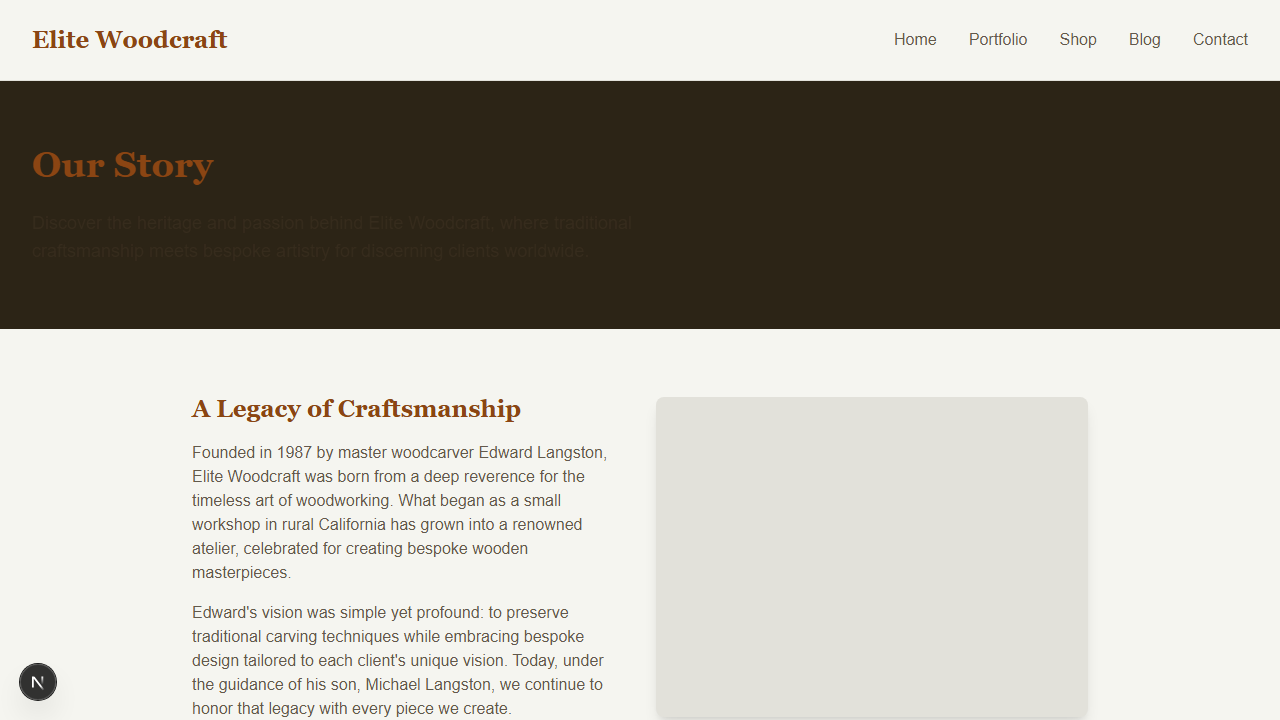 Elite Woodcraft
Home Portfolio Shop Blog Contact
Our Story
Discover the heritage and passion behind Elite Woodcraft, where traditional
craftsmanship meets bespoke artistry for discerning clients worldwide.
A Legacy of Craftsmanship
Founded in 1987 by master woodcarver Edward Langston,
Elite Woodcraft was born from a deep reverence for the
timeless art of woodworking. What began as a small
workshop in rural California has grown into a renowned
atelier, celebrated for creating bespoke wooden
masterpieces.
Edward's vision was simple yet profound: to preserve
traditional carving techniques while embracing bespoke
design tailored to each client's unique vision. Today, under
the guidance of his son, Michael Langston, we continue to
honor that legacy with every piece we create.
N